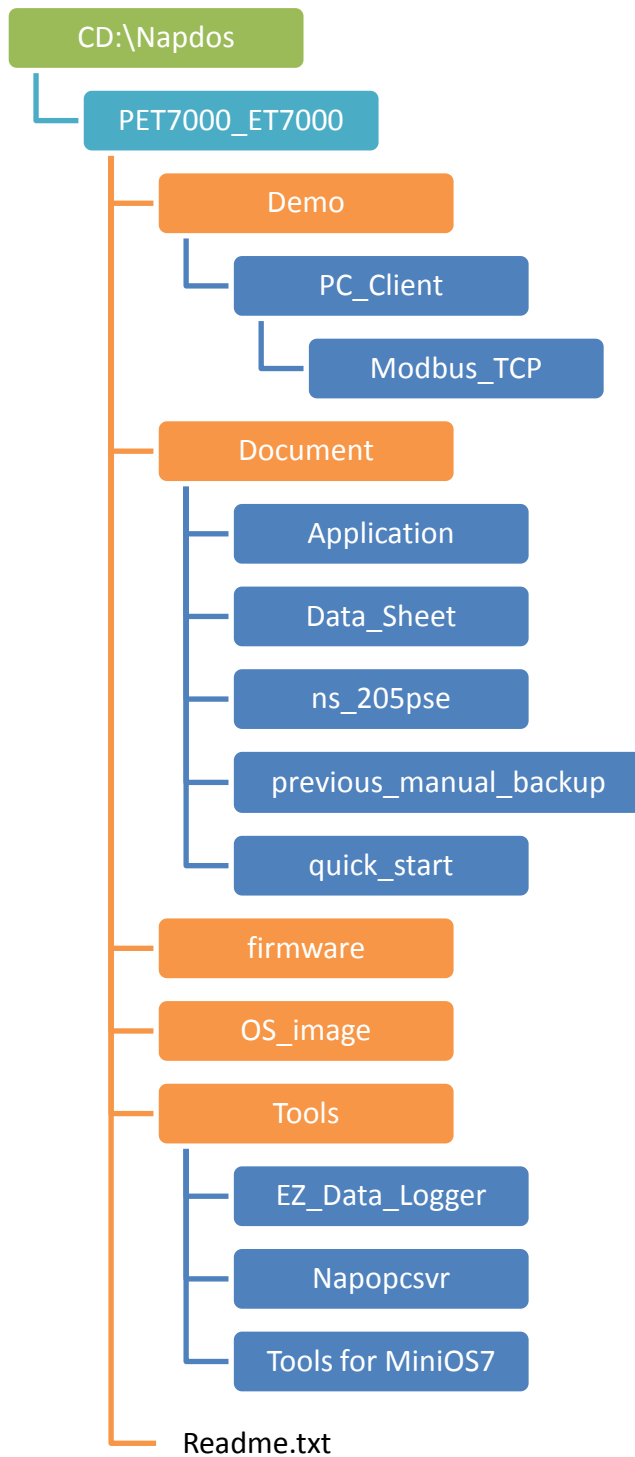 CD:\Napdos
PET7000_ET7000
Demo
PC_Client
Modbus_TCP
Document
Application
Data_Sheet
ns_205pse
previous_manual_backup
quick_start
firmware
OS_image
Tools
EZ_Data_Logger
Napopcsvr
Tools for MiniOS7
Readme.txt